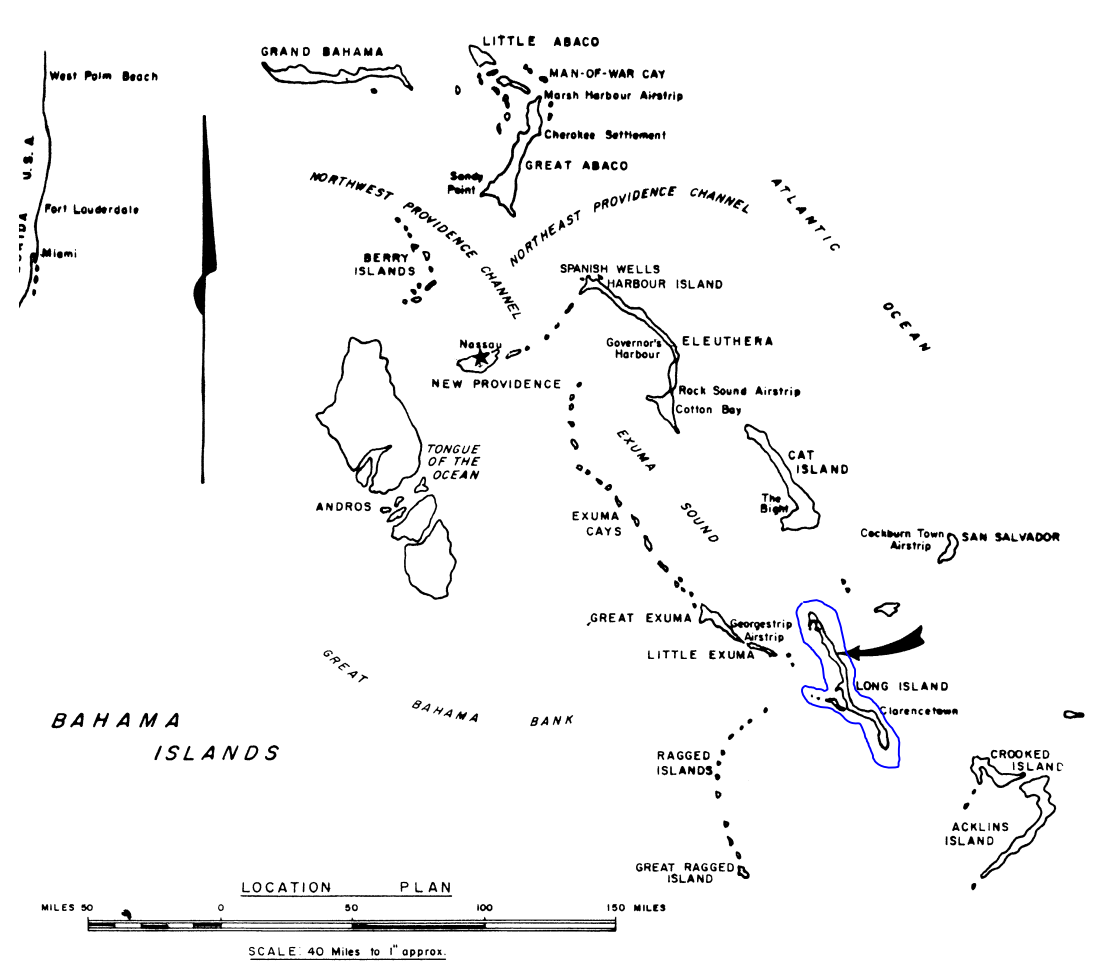 GRAND BAHAMA
LITTLE ABACO
West Palm Beach
MAN-OF-WAR CAY
Marsh Harbour Airstrip
Cherokee Settlement
U.S.A
GREAT ABACO
Sandy
Point
Fort Lauderdale
Miami
NORTHWEST PROVIDENCE CHANNEL
NORTHEAST PROVIDENCE CHANNEL
ATLANTIC
OCEAN
BERRY
ISLANDS
SPANISH WELLS
HARBOUR ISLAND
Nassau
NEW PROVIDENCE
Governor's
Harbour
ELEUTHERA
Rock Sound Airstrip
Cotton Bay
TONGUE
OF THE
OCEAN
ANDROS
EXUMA
SOUND
CAT
ISLAND
The
Bight
EXUMA
CAYS
Cockburn Town
Airstrip
SAN SALVADOR
GREAT EXUMA
Georgestrip
Airstrip
LITTLE EXUMA
LONG ISLAND
Clarencetown
GREAT
BAHAMA
BANK
BAHAMA
ISLANDS
RAGGED
ISLANDS
CROOKED
ISLAND
ACKLINS
ISLAND
GREAT RAGGED
ISLAND
LOCATION PLAN
MILES 50 0 50 100 150 MILES
SCALE: 40 Miles to 1" approx.